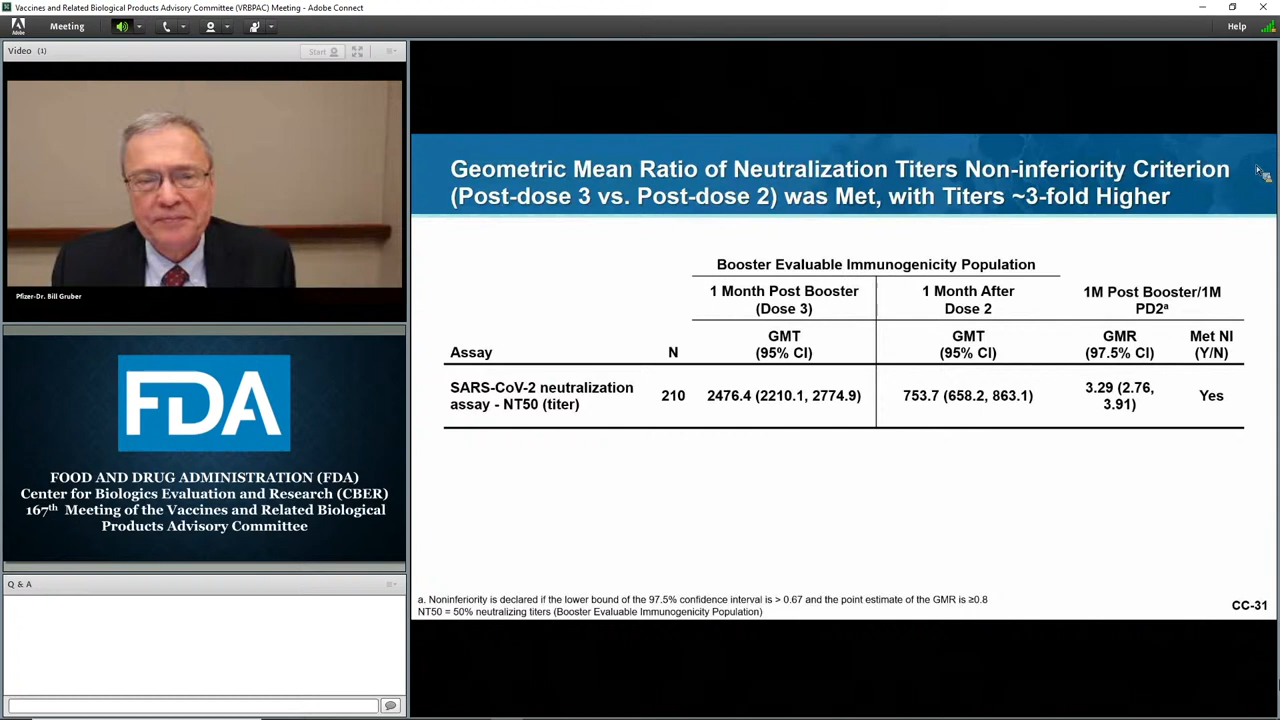 Vaccines and Related Biological Products Advisory Committee (VRBPAC) Meeting - Adobe Connect
Adobe
Meeting
Help
Video (1)
Start
Pfizer-Dr. Bill Gruber
FDA
FOOD AND DRUG ADMINISTRATION (FDA)
Center for Biologics Evaluation and Research (CBER)
167th Meeting of the Vaccines and Related Biological
Products Advisory Committee
Q & A
Geometric Mean Ratio of Neutralization Titers Non-inferiority Criterion
(Post-dose 3 vs. Post-dose 2) was Met, with Titers ~3-fold Higher
Booster Evaluable Immunogenicity Population
1 Month Post Booster
(Dose 3)
1 Month After
Dose 2
1M Post Booster/1M
PD2ª
Assay
N
GMT
(95% CI)
GMT
(95% CI)
GMR
(97.5% CI)
Met NI
(Y/N)
SARS-CoV-2 neutralization
assay - NT50 (titer)
210
2476.4 (2210.1, 2774.9)
753.7 (658.2, 863.1)
3.29 (2.76,
3.91)
Yes
a. Noninferiority is declared if the lower bound of the 97.5% confidence interval is > 0.67 and the point estimate of the GMR is ≥0.8
NT50 = 50% neutralizing titers (Booster Evaluable Immunogenicity Population)
CC-31